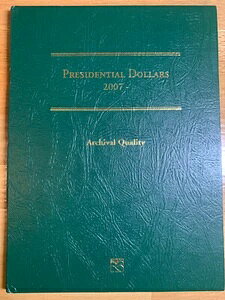 PRESIDENTIAL DOLLARS
2007 -
Archival Quality